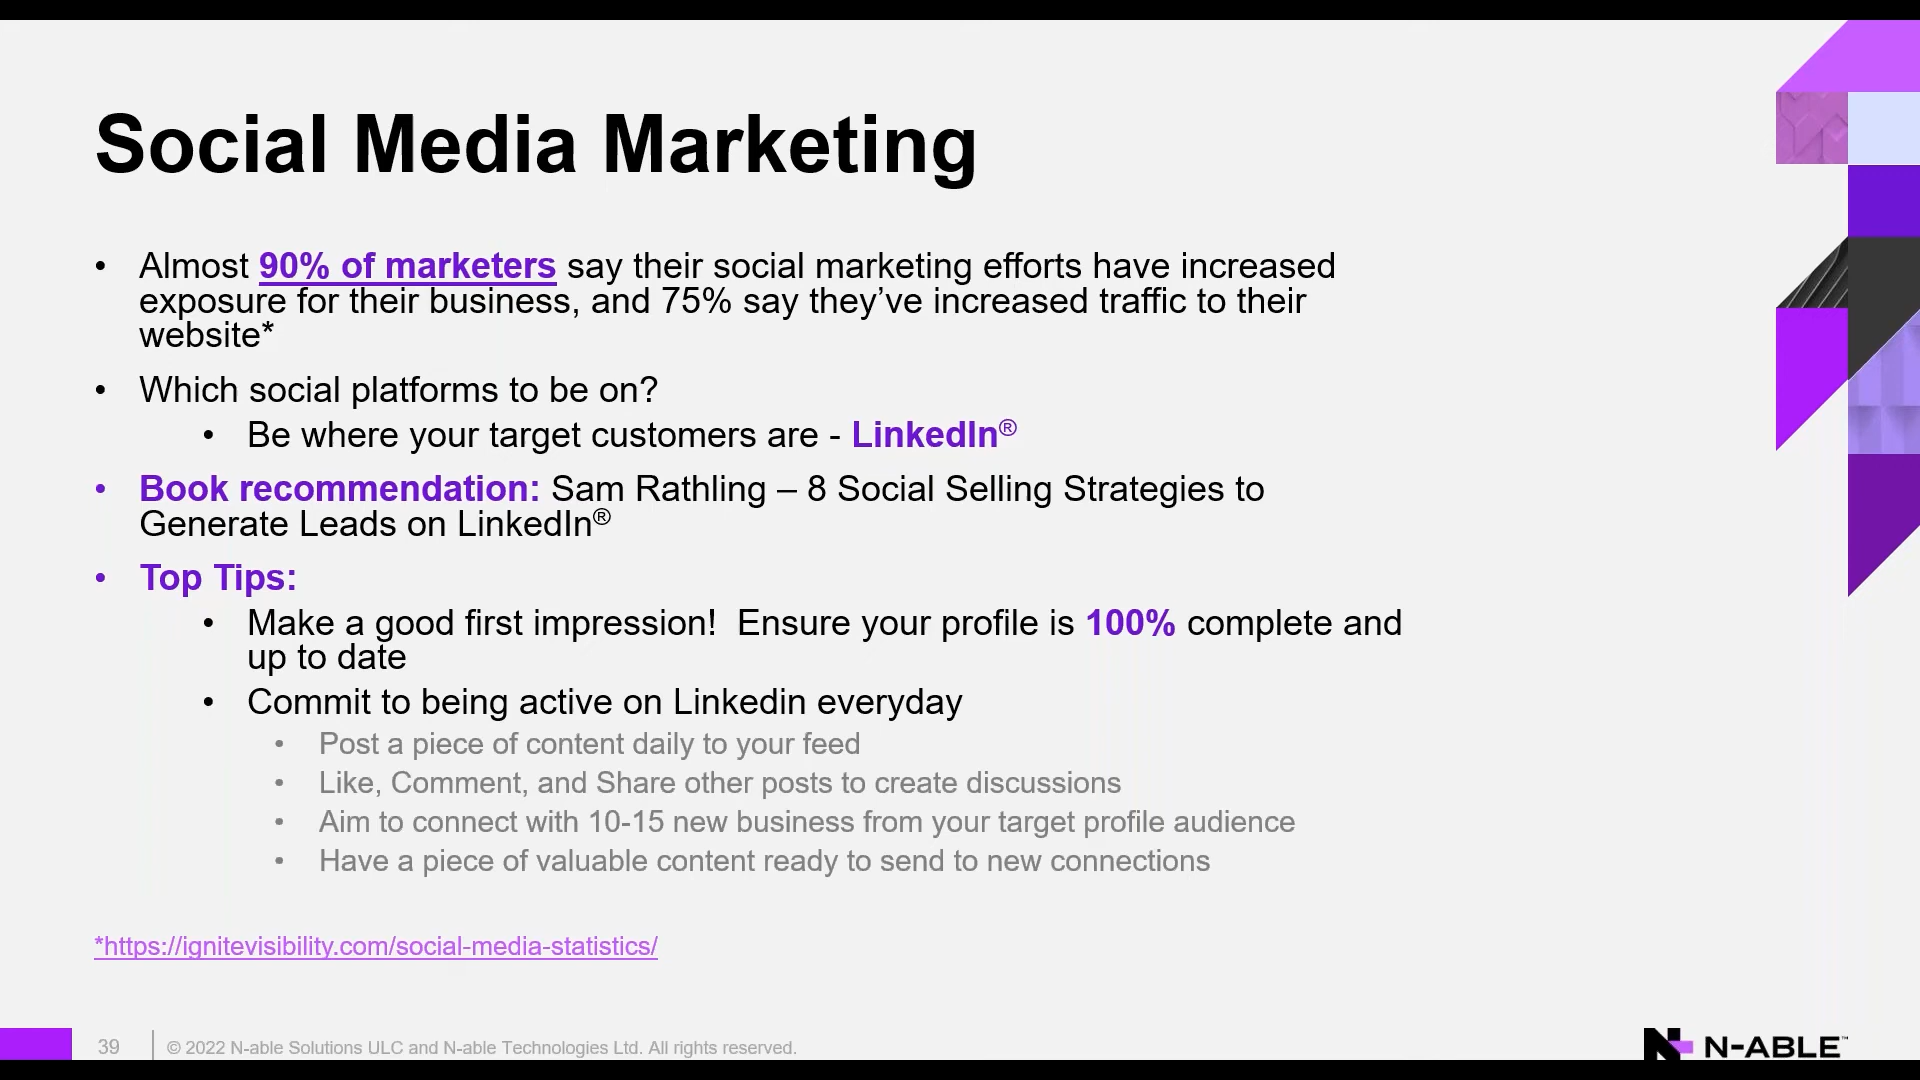 Social Media Marketing
• Almost 90% of marketers say their social marketing efforts have increased
exposure for their business, and 75% say they’ve increased traffic to their
website*
• Which social platforms to be on?
• Be where your target customers are - LinkedIn®
• Book recommendation: Sam Rathling – 8 Social Selling Strategies to
Generate Leads on LinkedIn®
• Top Tips:
• Make a good first impression!  Ensure your profile is 100% complete and
up to date
• Commit to being active on Linkedin everyday
• Post a piece of content daily to your feed
• Like, Comment, and Share other posts to create discussions
• Aim to connect with 10-15 new business from your target profile audience
• Have a piece of valuable content ready to send to new connections
*https://ignitevisibility.com/social-media-statistics/
39 © 2022 N-able Solutions ULC and N-able Technologies Ltd. All rights reserved.
N-ABLE™